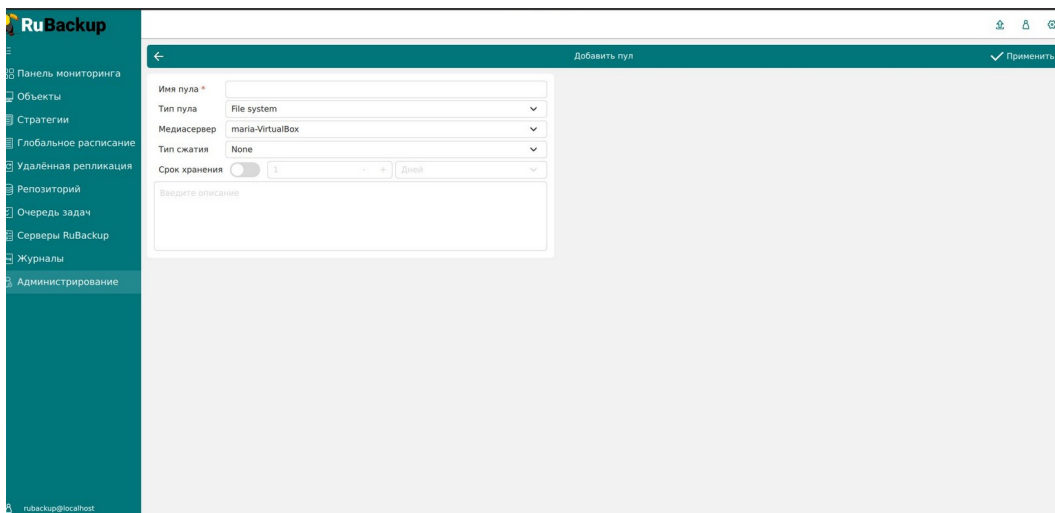 RuBackup
Добавить пул
Применить
Панель мониторинга
Объекты
Стратегии
Глобальное расписание
Удалённая репликация
Репозиторий
Очередь задач
Серверы RuBackup
Журналы
Администрирование
Имя пула *
Тип пула File system
Медиасервер maria-VirtualBox
Тип сжатия None
Срок хранения 1 - + Дней
Введите описание
rubackup@localhost